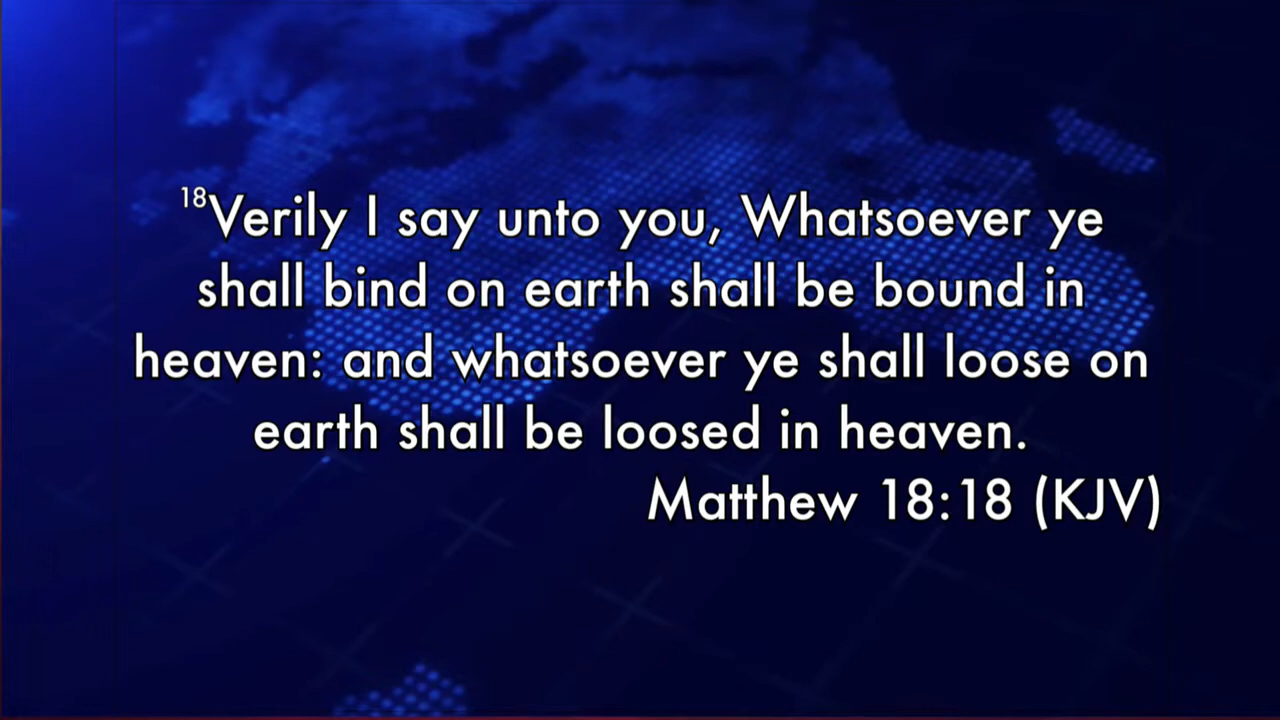 18Verily I say unto you, Whatsoever ye
shall bind on earth shall be bound in
heaven: and whatsoever ye shall loose on
earth shall be loosed in heaven.
Matthew 18:18 (KJV)